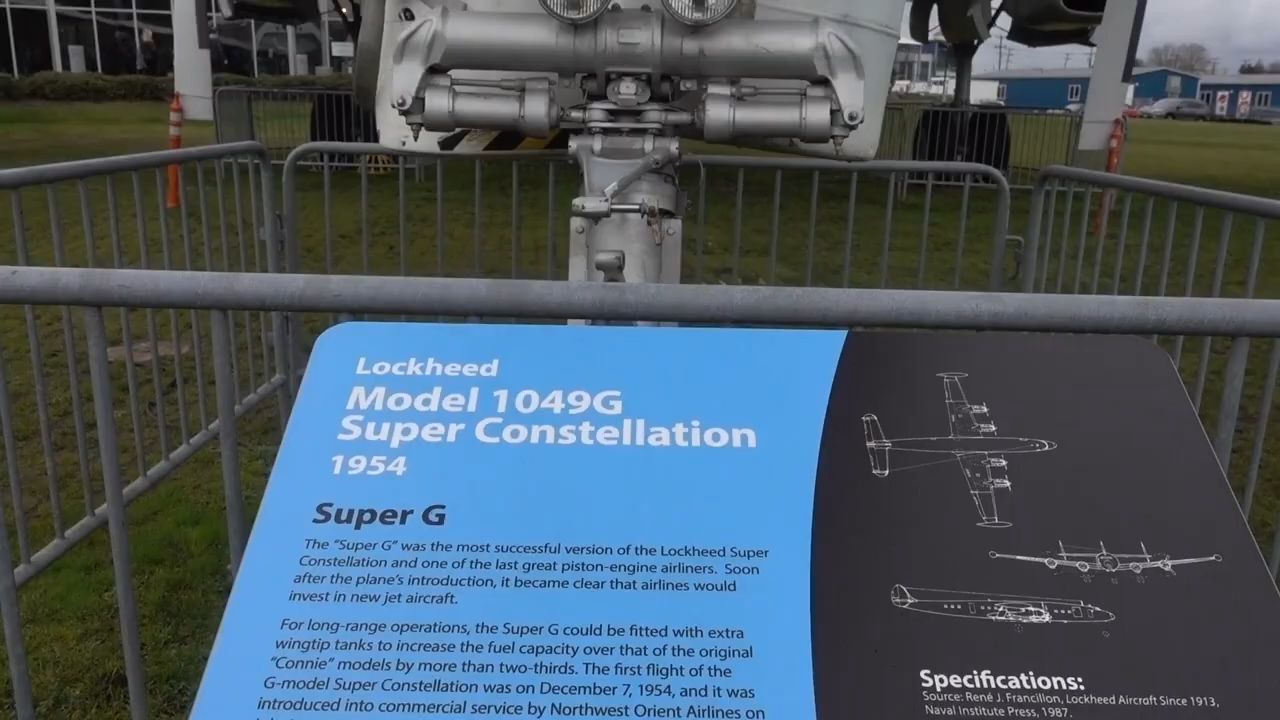 Lockheed
Model 1049G
Super Constellation
1954
Super G
The "Super G" was the most successful version of the Lockheed Super
Constellation and one of the last great piston-engine airliners. Soon
after the plane's introduction, it became clear that airlines would
invest in new jet aircraft.
For long-range operations, the Super G could be fitted with extra
wingtip tanks to increase the fuel capacity over that of the original
"Connie" models by more than two-thirds. The first flight of the
G-model Super Constellation was on December 7, 1954, and it was
introduced into commercial service by Northwest Orient Airlines on
Specifications:
Source: René J. Francillon, Lockheed Aircraft Since 1913,
Naval Institute Press, 1987.